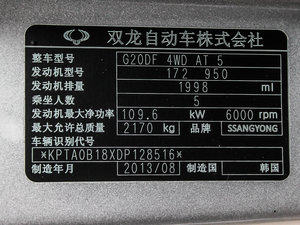 双龙自动车株式会社
整车型号 G20DF 4WD AT 5
发动机型号 172 950
发动机排量 1998 ml
乘坐人数 5
发动机最大净功率 109.6 kW 6000 rpm
最大允许总质量 2170 kg 品牌 SSANGYONG
车辆识别代号
*KPTA0B18XDP128516*
制造年月 2013/08 制造国 韩国